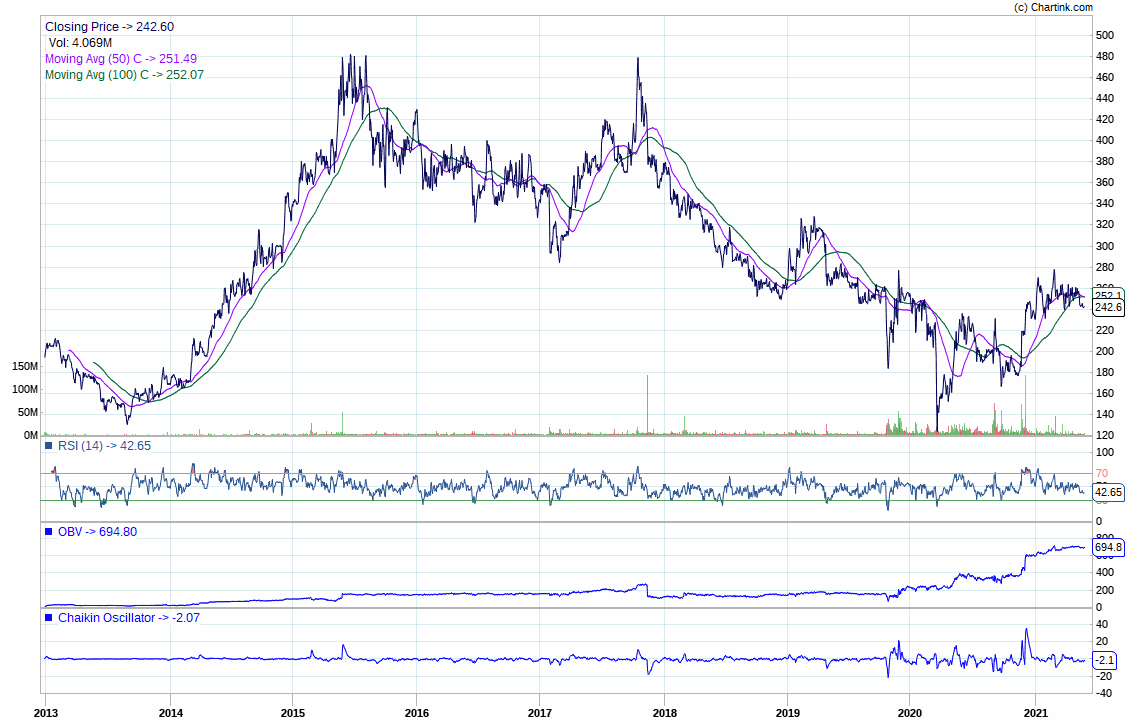 (c) Chartink.com
Closing Price -> 242.60
Vol: 4.069M
Moving Avg (50) C -> 251.49
Moving Avg (100) C -> 252.07
500
480
460
440
420
400
380
360
340
320
300
280
252.1
242.6
220
200
180
160
140
120
150M
100M
50M
0M
RSI (14) -> 42.65
100
70
42.65
0
OBV -> 694.80
800
694.8
400
200
0
Chaikin Oscillator -> -2.07
40
20
-2.1
-20
-40
2013 2014 2015 2016 2017 2018 2019 2020 2021